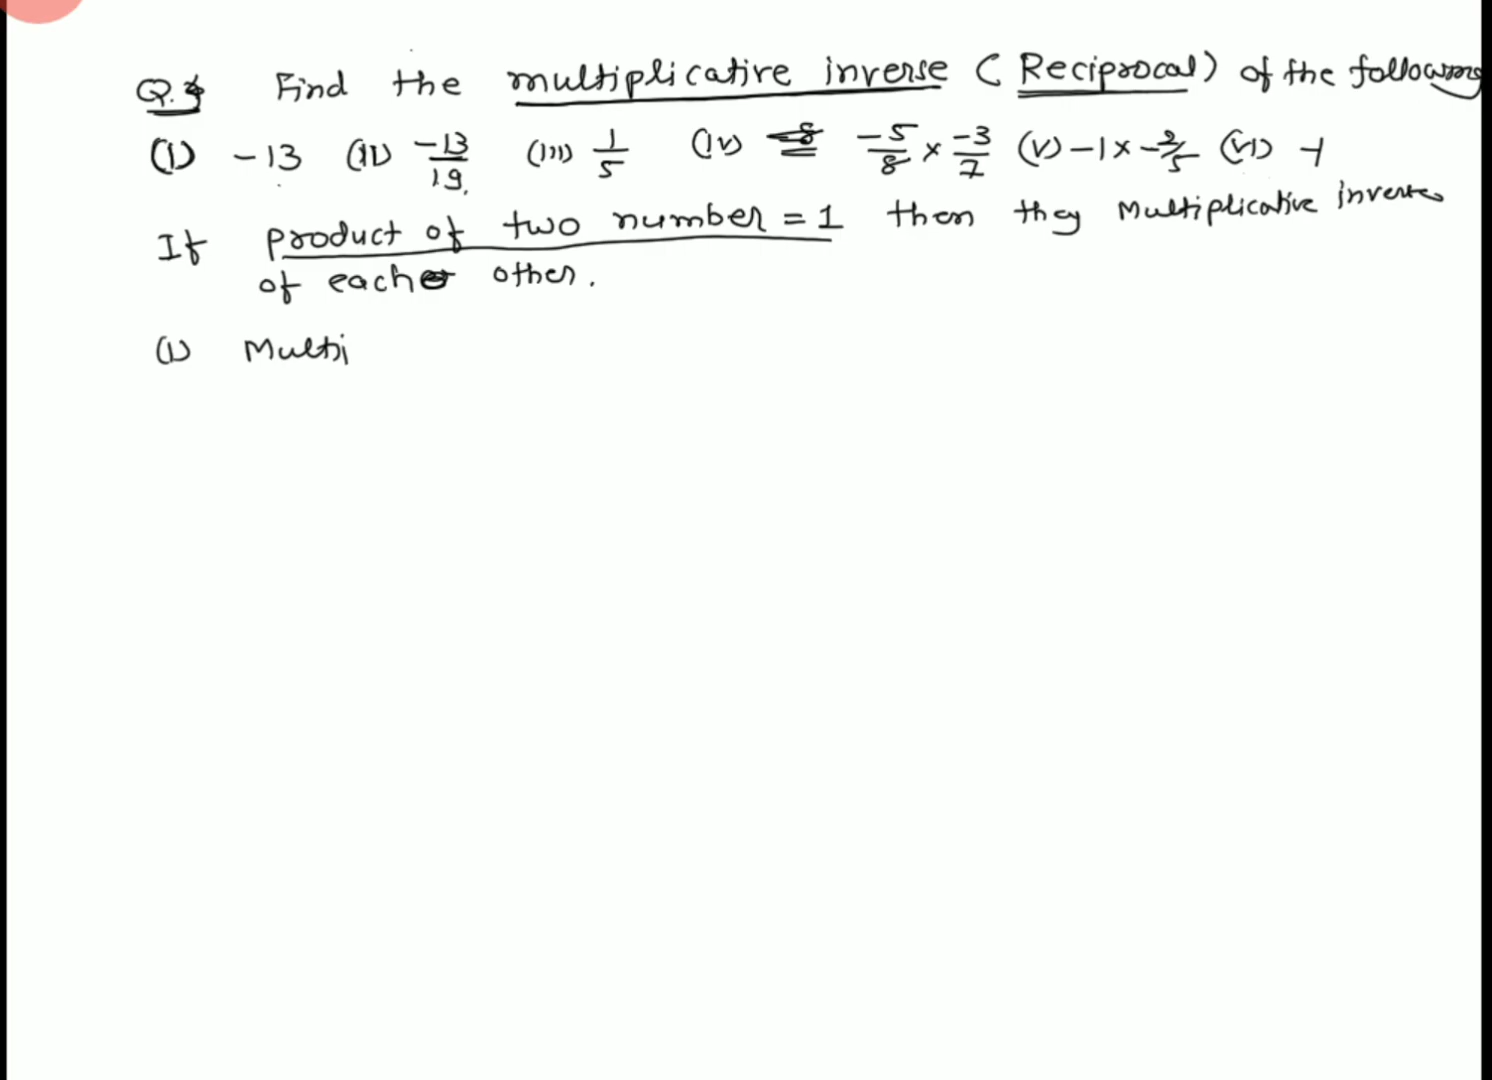 Q.4 Find the multiplicative inverse (Reciprocal) of the following
(i) -13 (ii) -13/19 (iii) 1/5 (iv) -5/8 × -3/7 (v) -1 × -2/5 (vi) -1
If product of two number = 1 then they Multiplicative inverse
of each other.
(i) Multi